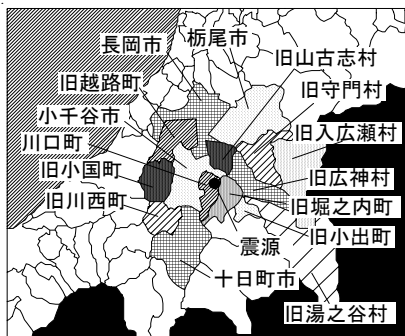 長岡市
栃尾市
旧越路町
旧山古志村
小千谷市
旧守門村
川口町
旧入広瀬村
旧小国町
旧広神村
旧川西町
旧堀之内町
震源
旧小出町
十日町市
旧湯之谷村